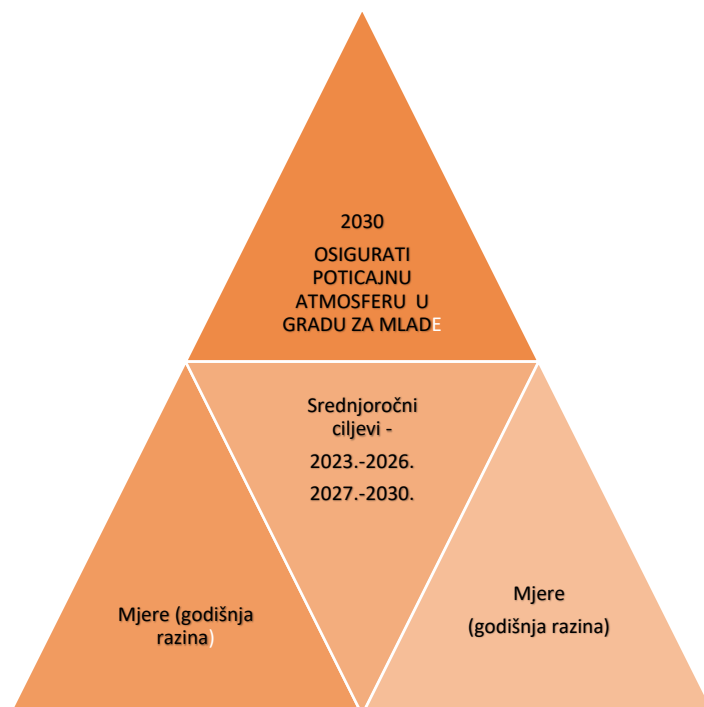 2030
OSIGURATI
POTICAJNU
ATMOSFERU U
GRADU ZA MLADE
Srednjoročni
ciljevi -
2023.-2026.
2027.-2030.
Mjere (godišnja
razina)
Mjere
(godišnja razina)